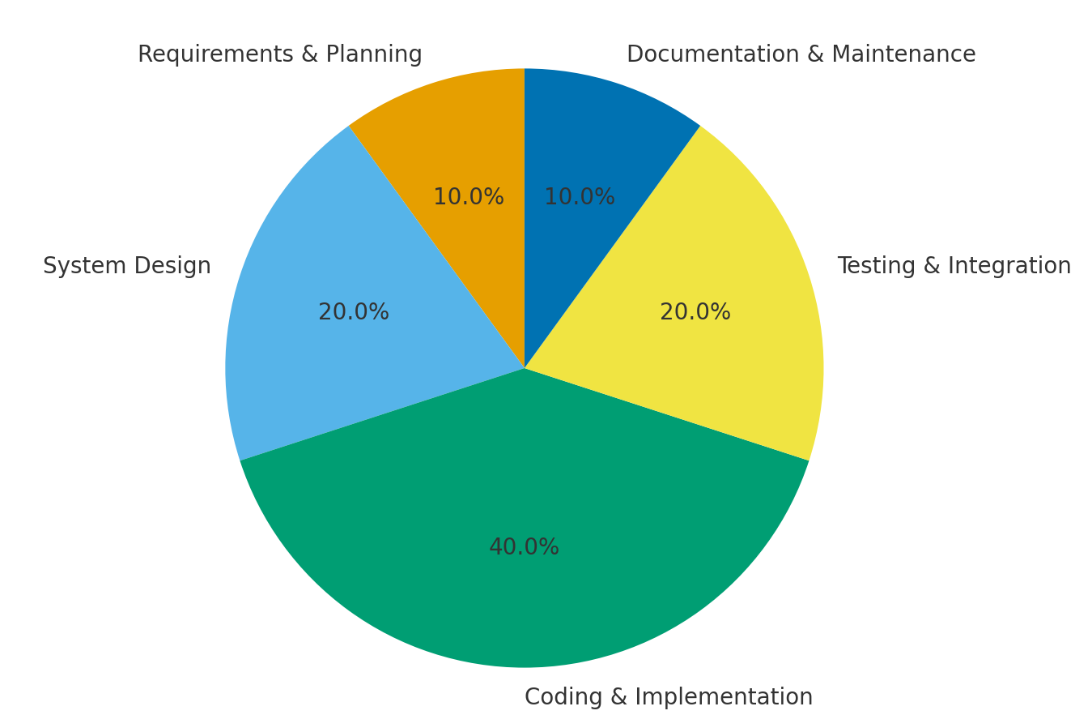 Requirements & Planning
Documentation & Maintenance
10.0%
10.0%
System Design
Testing & Integration
20.0%
20.0%
40.0%
Coding & Implementation